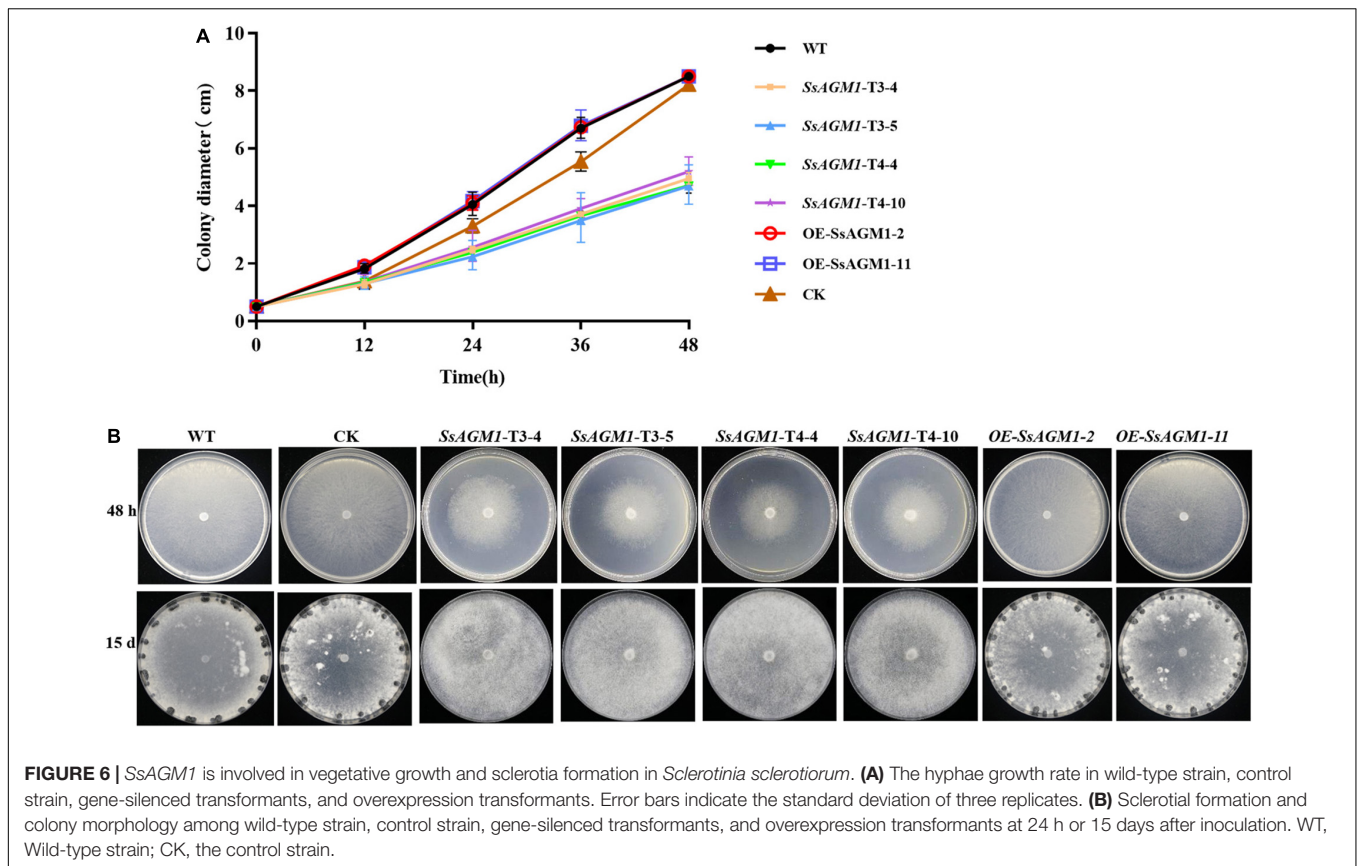 A
10
8
6
4
2
0
Colony diameter( cm)
0 12 24 36 48
Time(h)
WT
SsAGM1-T3-4
SsAGM1-T3-5
SsAGM1-T4-4
SsAGM1-T4-10
OE-SsAGM1-2
OE-SsAGM1-11
CK
B
WT CK SsAGM1-T3-4 SsAGM1-T3-5 SsAGM1-T4-4 SsAGM1-T4-10 OE-SsAGM1-2 OE-SsAGM1-11
48 h
15 d
FIGURE 6 | SsAGM1 is involved in vegetative growth and sclerotia formation in Sclerotinia sclerotiorum. (A) The hyphae growth rate in wild-type strain, control
strain, gene-silenced transformants, and overexpression transformants. Error bars indicate the standard deviation of three replicates. (B) Sclerotial formation and
colony morphology among wild-type strain, control strain, gene-silenced transformants, and overexpression transformants at 24 h or 15 days after inoculation. WT,
Wild-type strain; CK, the control strain.